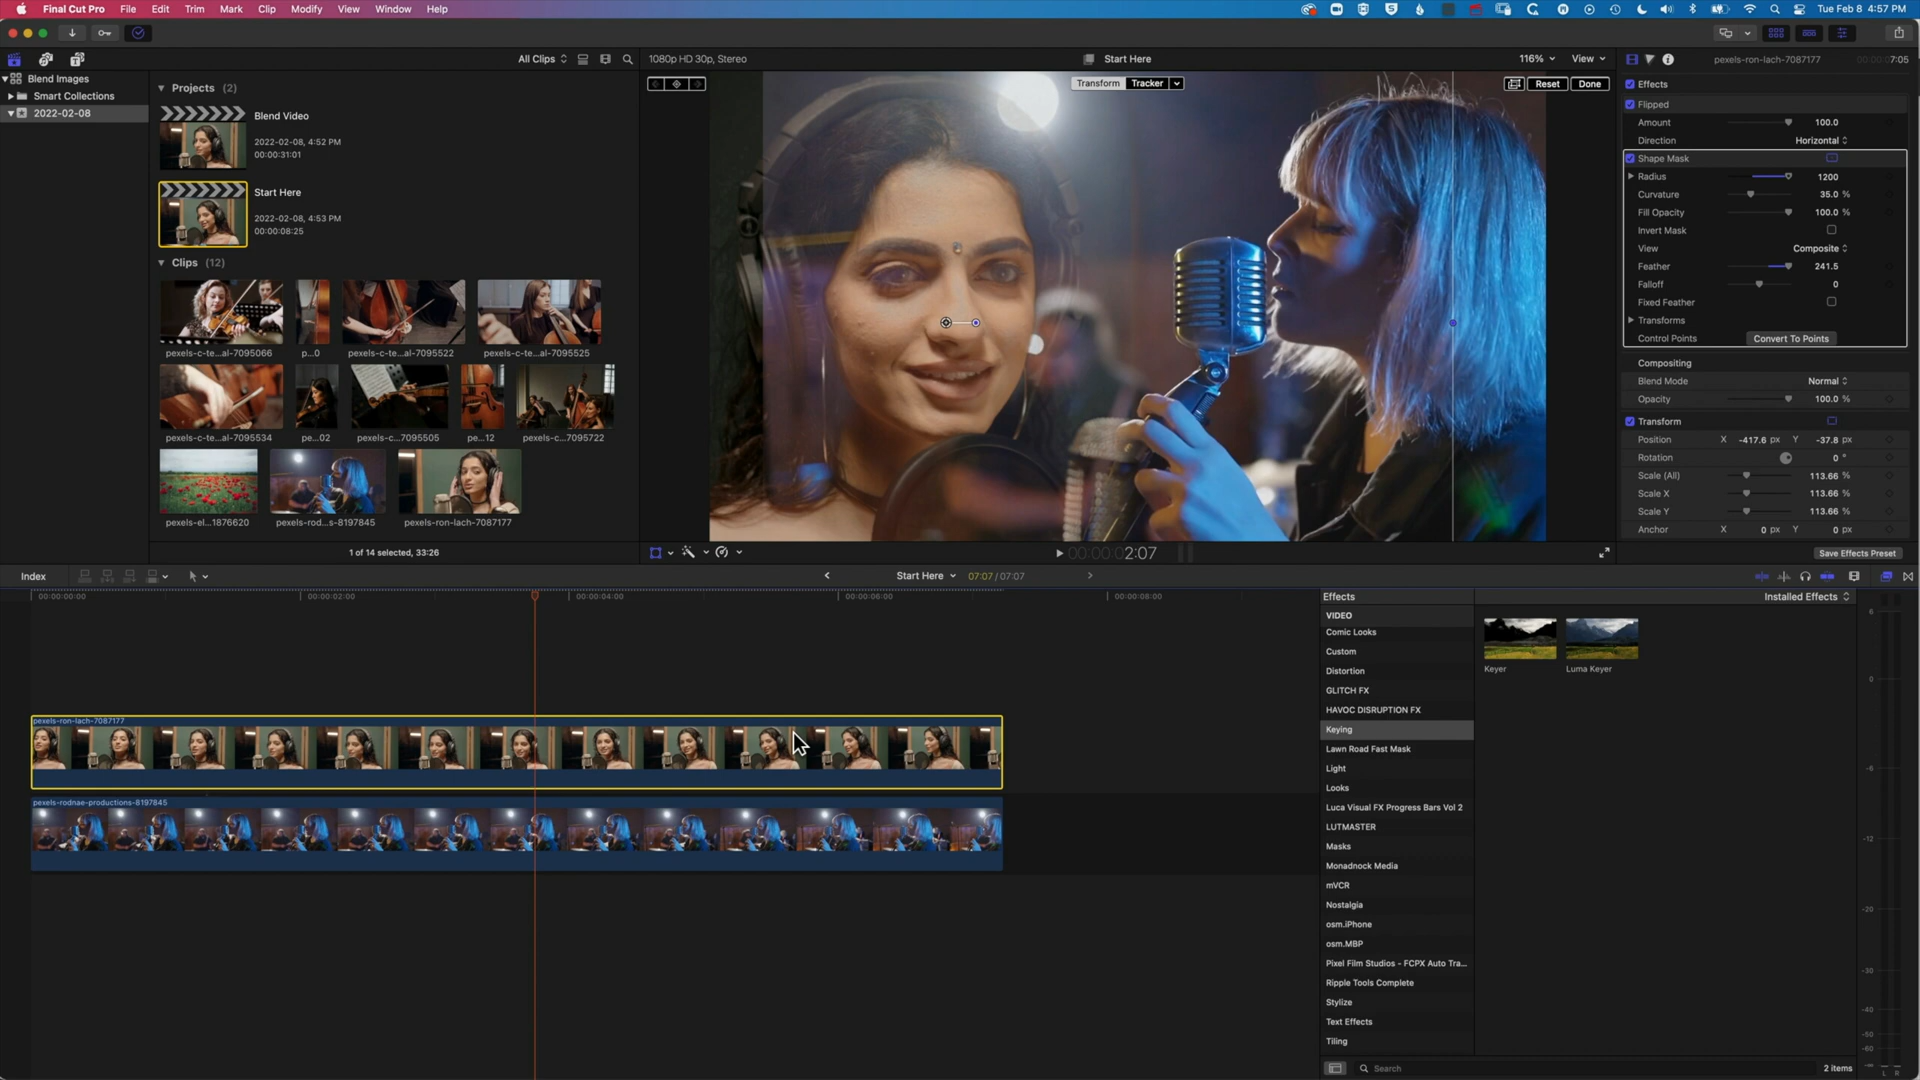 Final Cut Pro File Edit Trim Mark Clip Modify View Window Help Tue Feb 8 4:57 PM
All Clips 1080p HD 30p, Stereo Start Here 116% View pexels-ron-lach-7087177 7:05
Blend Images
Smart Collections
2022-02-08
Projects (2)
Blend Video
2022-02-08, 4:52 PM
00:00:31:01
Start Here
2022-02-08, 4:53 PM
00:00:08:25
Clips (12)
pexels-c-te...al-7095066 p...0 pexels-c-te...al-7095522 pexels-c-te...al-7095525
pexels-c-te...al-7095534 pe...02 pexels-c...7095505 pe...12 pexels-c...7095722
pexels-el...1876620 pexels-rod...s-8197845 pexels-ron-lach-7087177
1 of 14 selected, 33:26
Transform Tracker Reset Done
00:00:02:07
Effects
Flipped
Amount 100.0
Direction Horizontal
Shape Mask
Radius 1200
Curvature 35.0 %
Fill Opacity 100.0 %
Invert Mask
View Composite
Feather 241.5
Falloff 0
Fixed Feather
Transforms
Control Points Convert To Points
Compositing
Blend Mode Normal
Opacity 100.0 %
Transform
Position X -417.6 px Y -37.8 px
Rotation 0 °
Scale (All) 113.66 %
Scale X 113.66 %
Scale Y 113.66 %
Anchor X 0 px Y 0 px
Save Effects Preset
Index Start Here 07:07 / 07:07
00:00:00:00 00:00:02:00 00:00:04:00 00:00:06:00 00:00:08:00
pexels-ron-lach-7087177
pexels-rodnae-productions-8197845
Effects Installed Effects
VIDEO
Comic Looks
Custom
Distortion
GLITCH FX
HAVOC DISRUPTION FX
Keying
Lawn Road Fast Mask
Light
Looks
Luca Visual FX Progress Bars Vol 2
LUTMASTER
Masks
Monadnock Media
mVCR
Nostalgia
osm.iPhone
osm.MBP
Pixel Film Studios - FCPX Auto Tra...
Ripple Tools Complete
Stylize
Text Effects
Tiling
Keyer Luma Keyer
Search 2 items
6
0
-6
-12
-20
-30
-40
-50
-60
L R